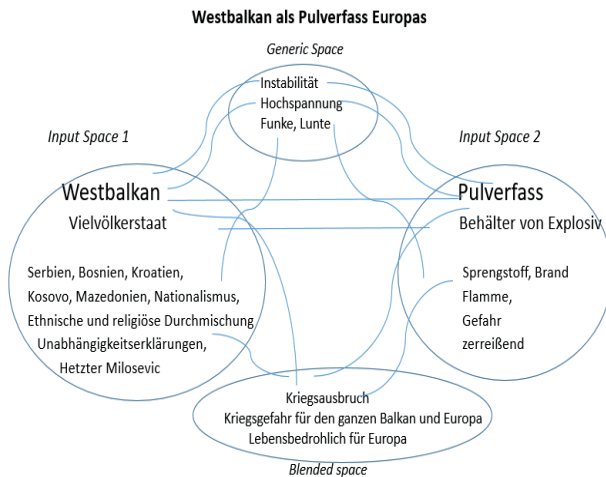 Westbalkan als Pulverfass Europas
Generic Space
Instabilität
Hochspannung
Funke, Lunte
Input Space 1
Westbalkan
Vielvölkerstaat
Serbien, Bosnien, Kroatien,
Kosovo, Mazedonien, Nationalismus,
Ethnische und religiöse Durchmischung
Unabhängigkeitserklärungen,
Hetzter Milosevic
Input Space 2
Pulverfass
Behälter von Explosiv
Sprengstoff, Brand
Flamme,
Gefahr
zerreißend
Kriegsausbruch
Kriegsgefahr für den ganzen Balkan und Europa
Lebensbedrohlich für Europa
Blended space